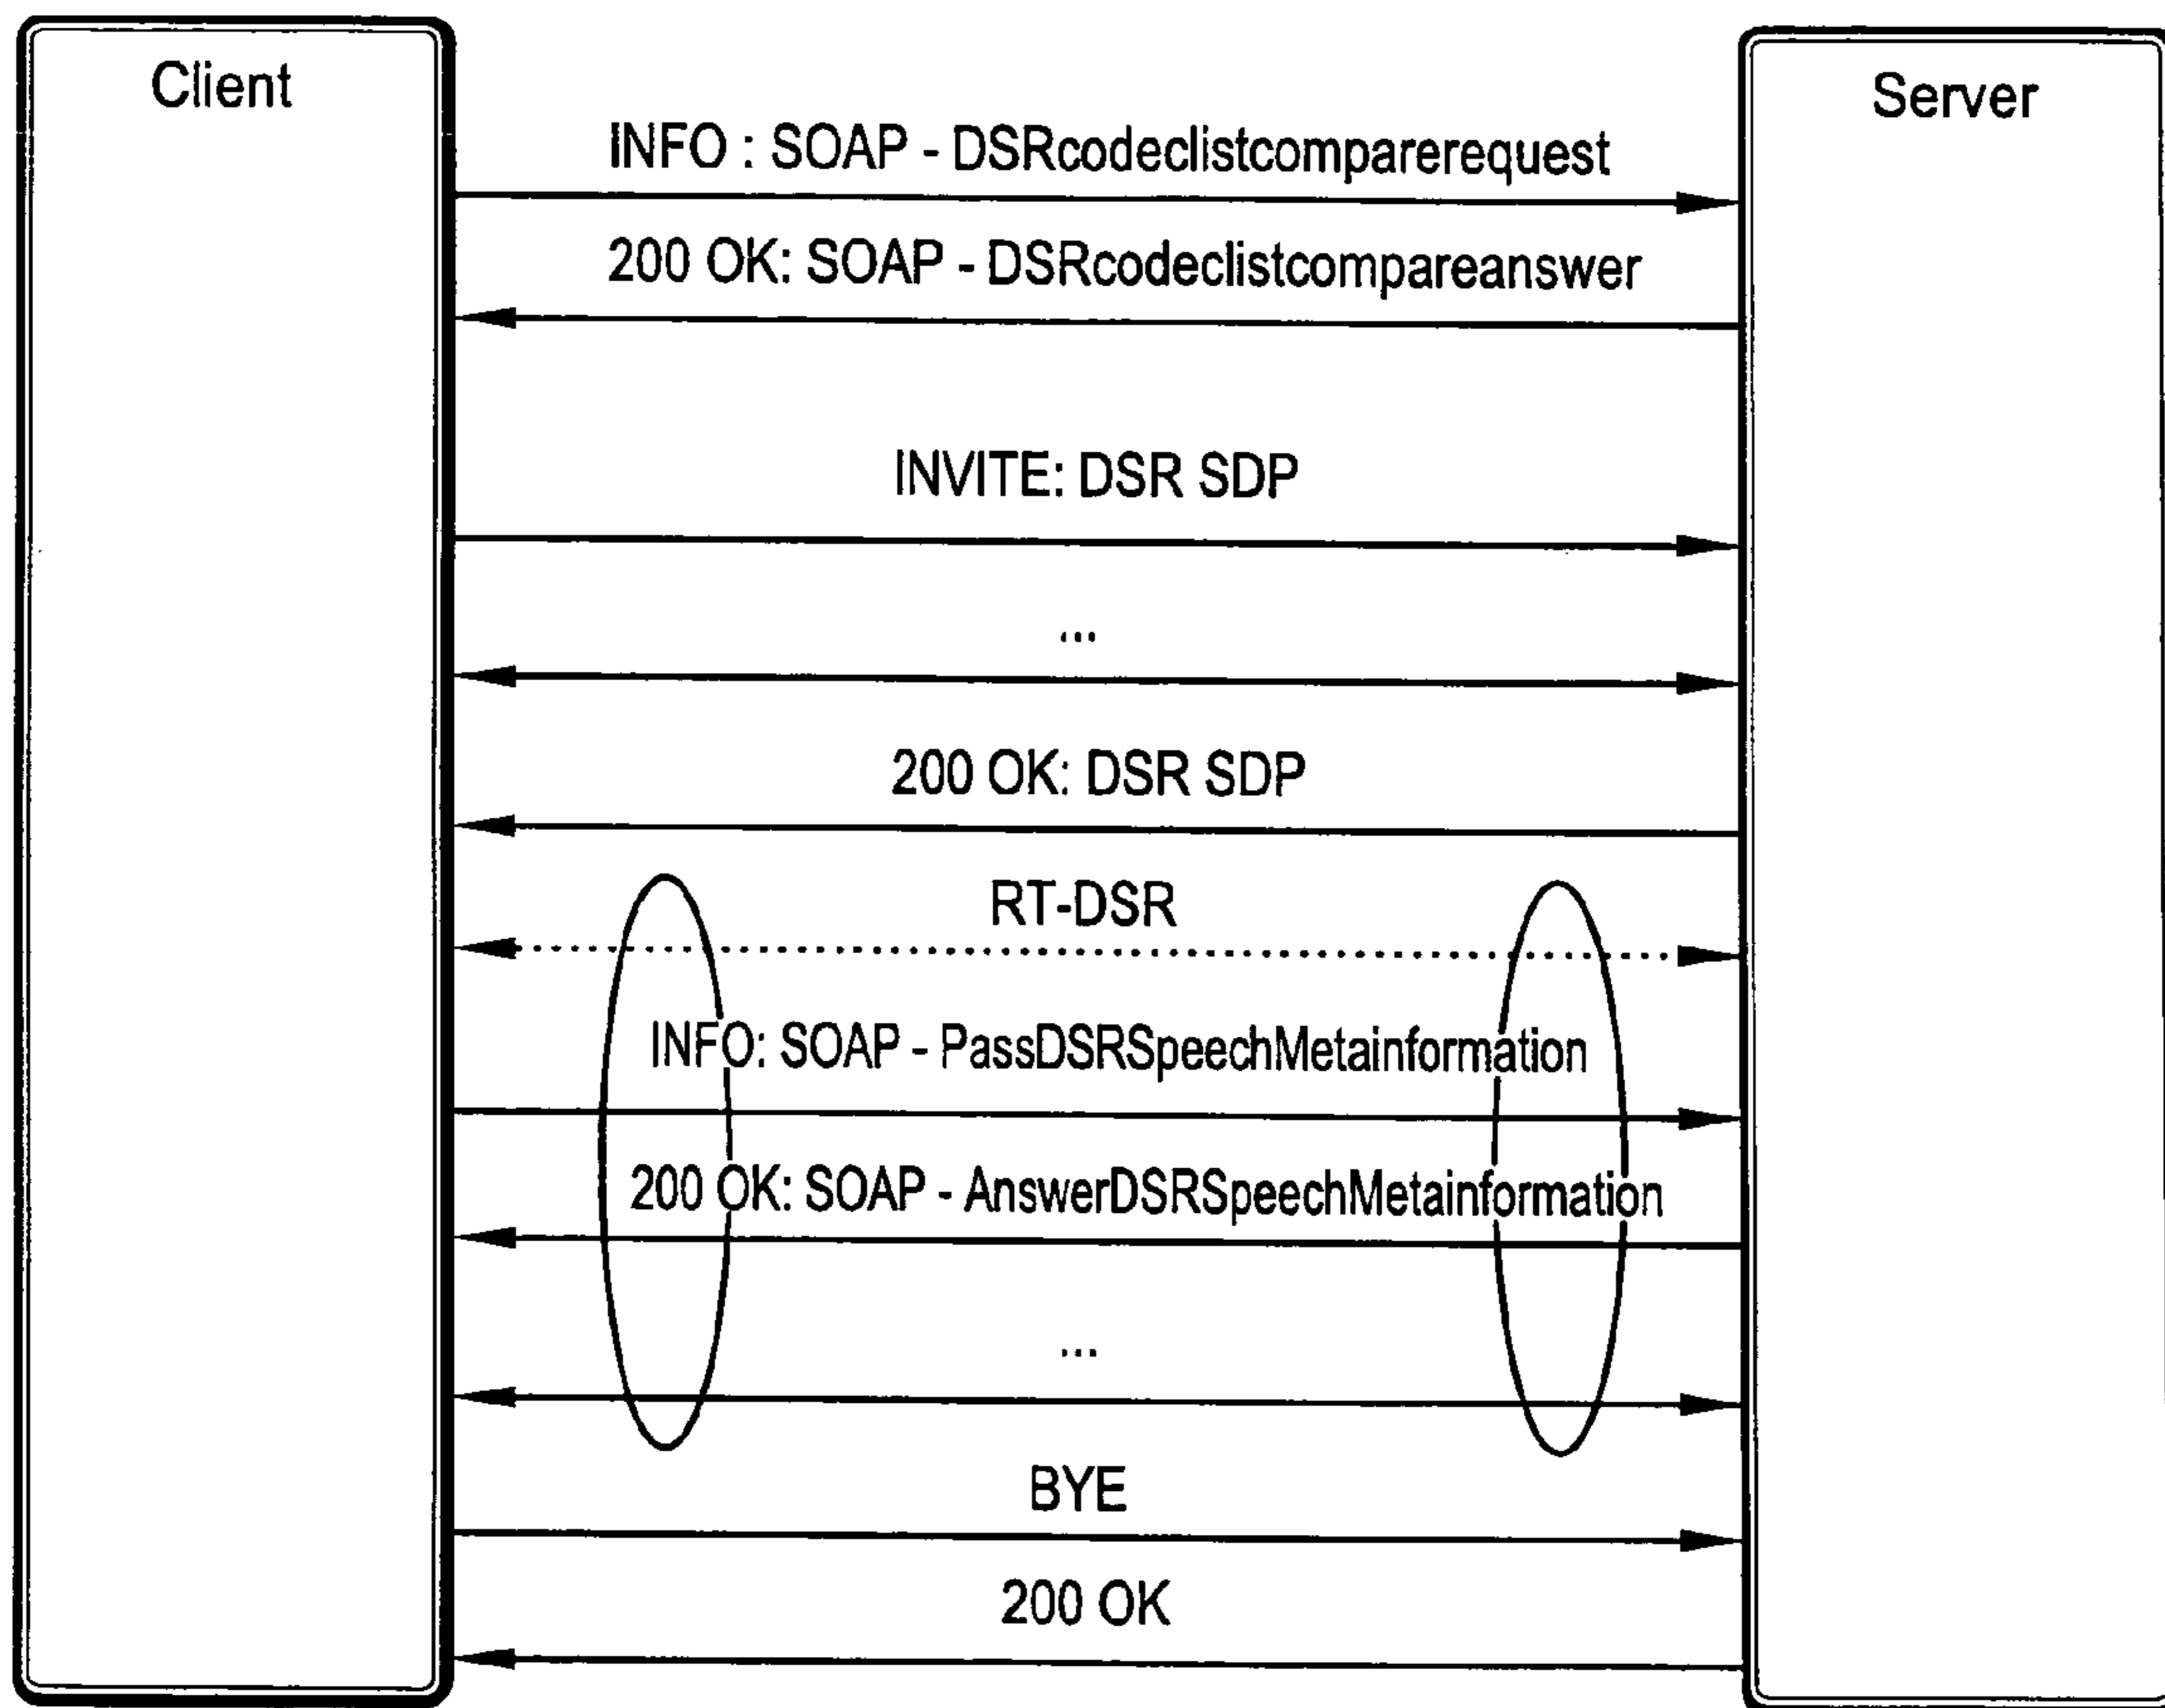 Client
Server
INFO : SOAP - DSRcodeclistcomparerequest
200 OK: SOAP - DSRcodeclistcompareanswer
INVITE: DSR SDP
...
200 OK: DSR SDP
RT-DSR
INFO: SOAP - PassDSRSpeechMetainformation
200 OK: SOAP - AnswerDSRSpeechMetainformation
...
BYE
200 OK